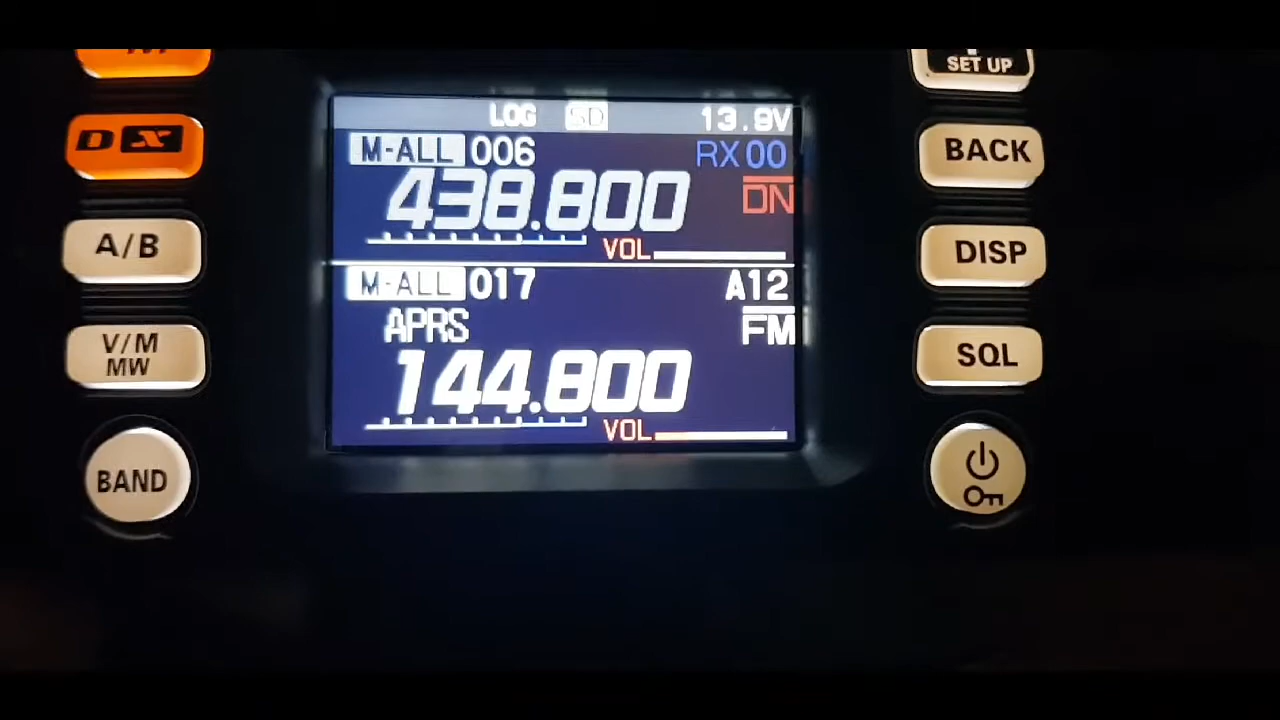 SET UP
LOG SD 13.9V
M-ALL 006 RX 00
438.800 DN
VOL
M-ALL 017 A12
APRS FM
144.800
VOL
D X
A/B
V/M
MW
BAND
BACK
DISP
SQL